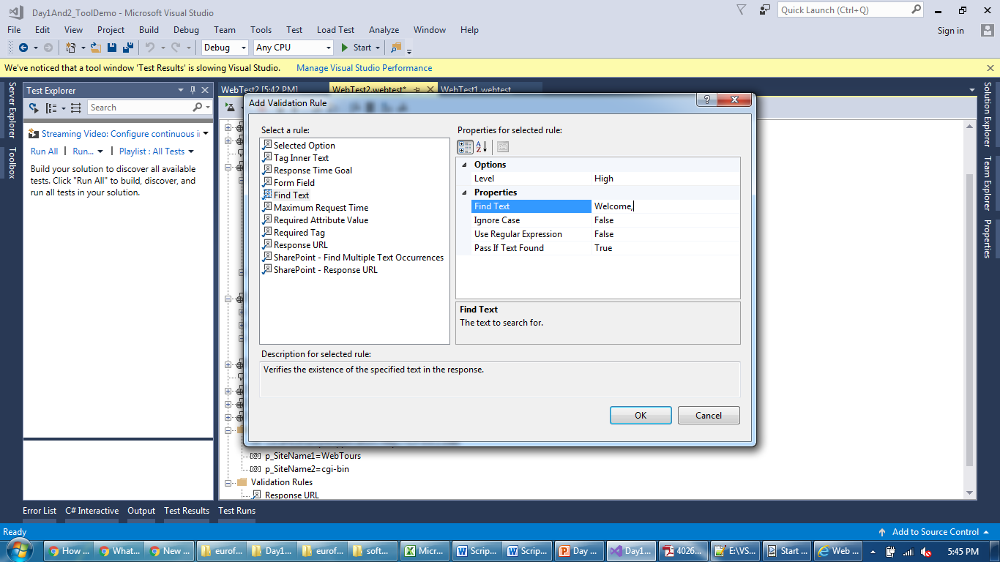 Day1And2_ToolDemo - Microsoft Visual Studio
Quick Launch (Ctrl+Q)
File Edit View Project Build Debug Team Tools Test Load Test Analyze Window Help
Sign in
Debug Any CPU Start
We've noticed that a tool window 'Test Results' is slowing Visual Studio. Manage Visual Studio Performance
Server Explorer
Toolbox
Test Explorer
Search
Streaming Video: Configure continuous i
Run All Run... Playlist : All Tests
Build your solution to discover all available
tests. Click "Run All" to build, discover, and
run all tests in your solution.
WebTest2 [5:42 PM] WebTest2.webtest* WebTest1.webtest
Add Validation Rule
Select a rule:
Selected Option
Tag Inner Text
Response Time Goal
Form Field
Find Text
Maximum Request Time
Required Attribute Value
Required Tag
Response URL
SharePoint - Find Multiple Text Occurrences
SharePoint - Response URL
Properties for selected rule:
Options
Level High
Properties
Find Text Welcome,
Ignore Case False
Use Regular Expression False
Pass If Text Found True
Find Text
The text to search for.
Description for selected rule:
Verifies the existence of the specified text in the response.
OK Cancel
p_SiteName1=WebTours
p_SiteName2=cgi-bin
Validation Rules
Response URL
Solution Explorer
Team Explorer
Properties
Error List C# Interactive Output Test Results Test Runs
Ready
Add to Source Control
How ... What... New ... eurof... Day1... eurof... soft... Micr... Scrip... Scrip... Day ... Day1... 4026... E:\VS... Start ... Web ... 5:45 PM